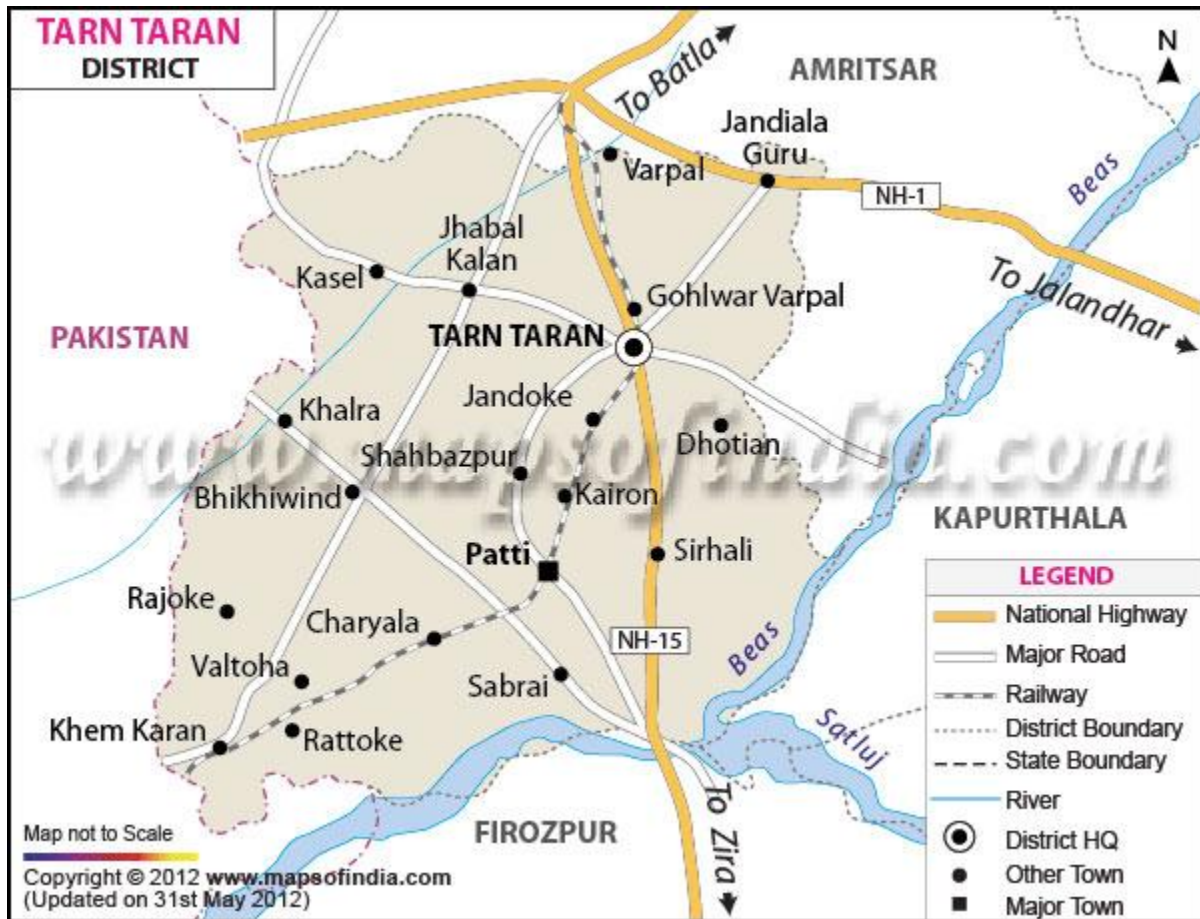 TARN TARAN
DISTRICT
To Batla
AMRITSAR
N
Jandiala
Guru
Varpal
NH-1
Beas
Jhabal
Kalan
Kasel
To Jalandhar
Gohlwar Varpal
PAKISTAN
TARN TARAN
Jandoke
Khalra
Dhotian
www.mapsofindia.com
Shahbazpur
Bhikhiwind
Kairon
KAPURTHALA
Patti
Sirhali
LEGEND
Rajoke
National Highway
Charyala
NH-15
Beas
Major Road
Valtoha
Sabrai
Railway
Khem Karan
Rattoke
Satluj
District Boundary
State Boundary
To Zira
River
Map not to Scale
FIROZPUR
District HQ
Copyright © 2012 www.mapsofindia.com
Other Town
(Updated on 31st May 2012)
Major Town